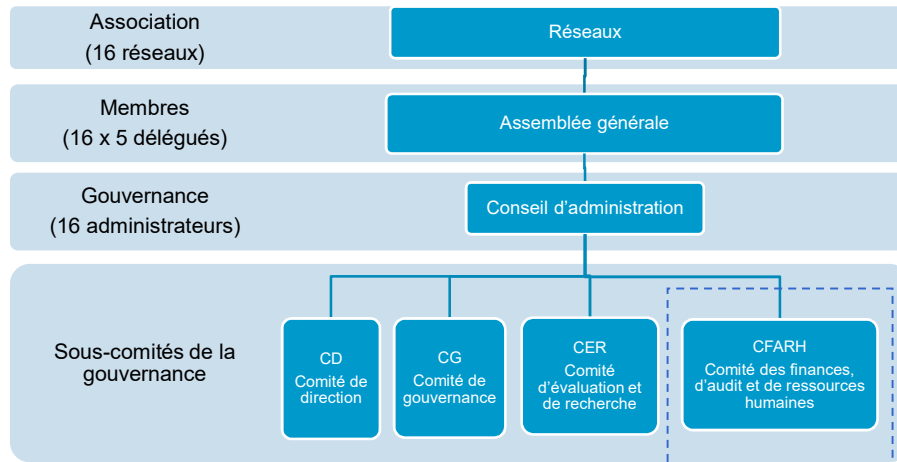 Association
(16 réseaux)
Réseaux
Membres
(16 x 5 délégués)
Assemblée générale
Gouvernance
(16 administrateurs)
Conseil d'administration
Sous-comités de la
gouvernance
CD
Comité de
direction
CG
Comité de
gouvernance
CER
Comité
d'évaluation et
de recherche
CFARH
Comité des finances,
d'audit et de ressources
humaines